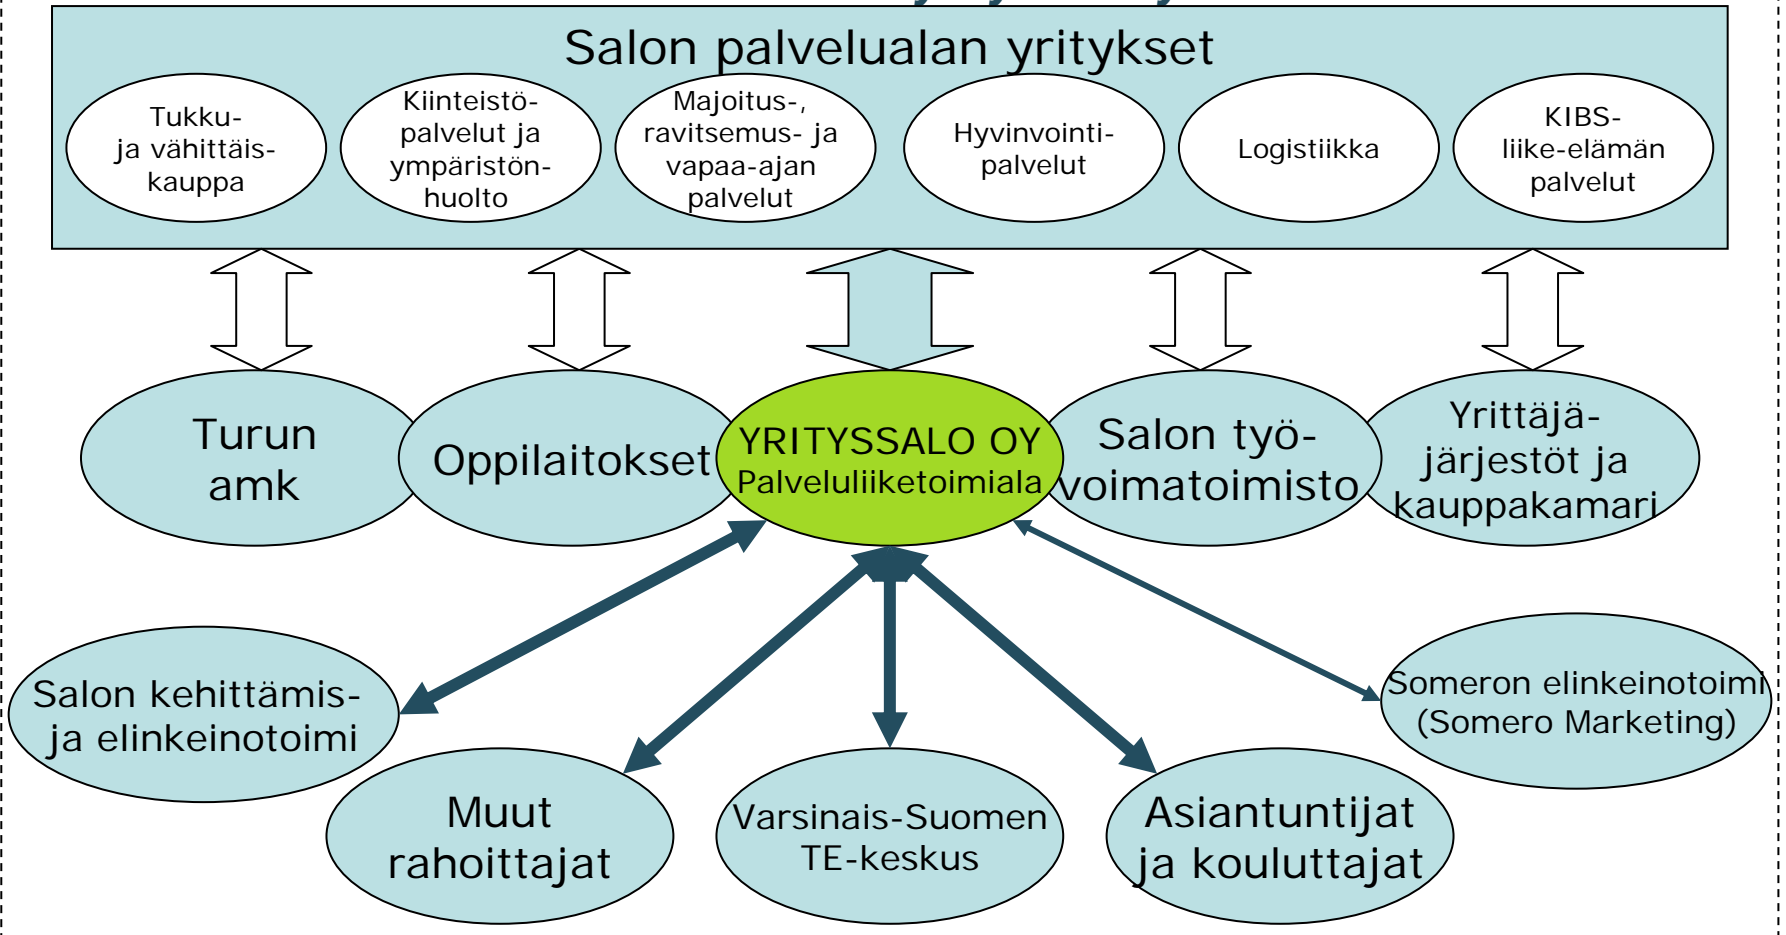 Salon palvelualan yritykset
Tukku-
ja vähittäis-
kauppa
Kiinteistö-
palvelut ja
ympäristön-
huolto
Majoitus-,
ravitsemus- ja
vapaa-ajan
palvelut
Hyvinvointi-
palvelut
Logistiikka
KIBS-
liike-elämän
palvelut
Turun
amk
Oppilaitokset
YRITYSSALO OY
Palveluliiketoimiala
Salon työ-
voimatoimisto
Yrittäjä-
järjestöt ja
kauppakamari
Salon kehittämis-
ja elinkeinotoimi
Muut
rahoittajat
Varsinais-Suomen
TE-keskus
Asiantuntijat
ja kouluttajat
Someron elinkeinotoimi
(Somero Marketing)